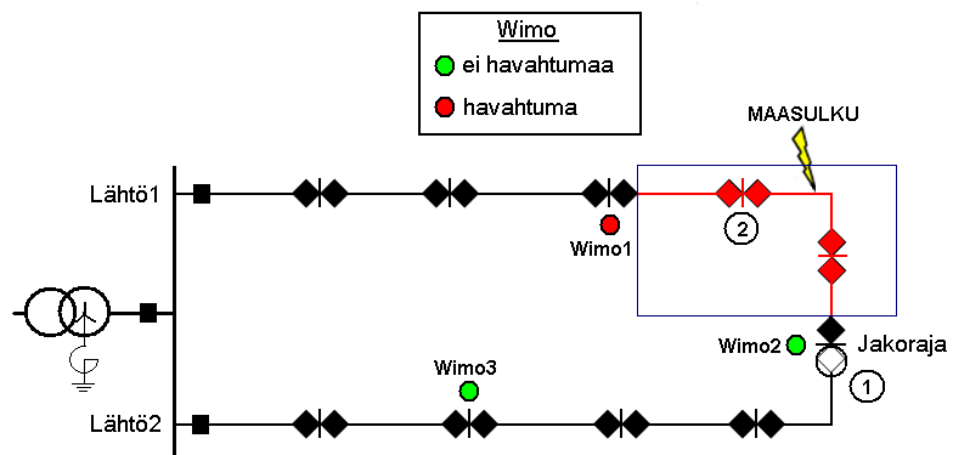 Wimo
ei havahtumaa
havahtuma
MAASULKU
Lähtö1
Wimo1
2
Wimo2
Jakoraja
Wimo3
1
Lähtö2